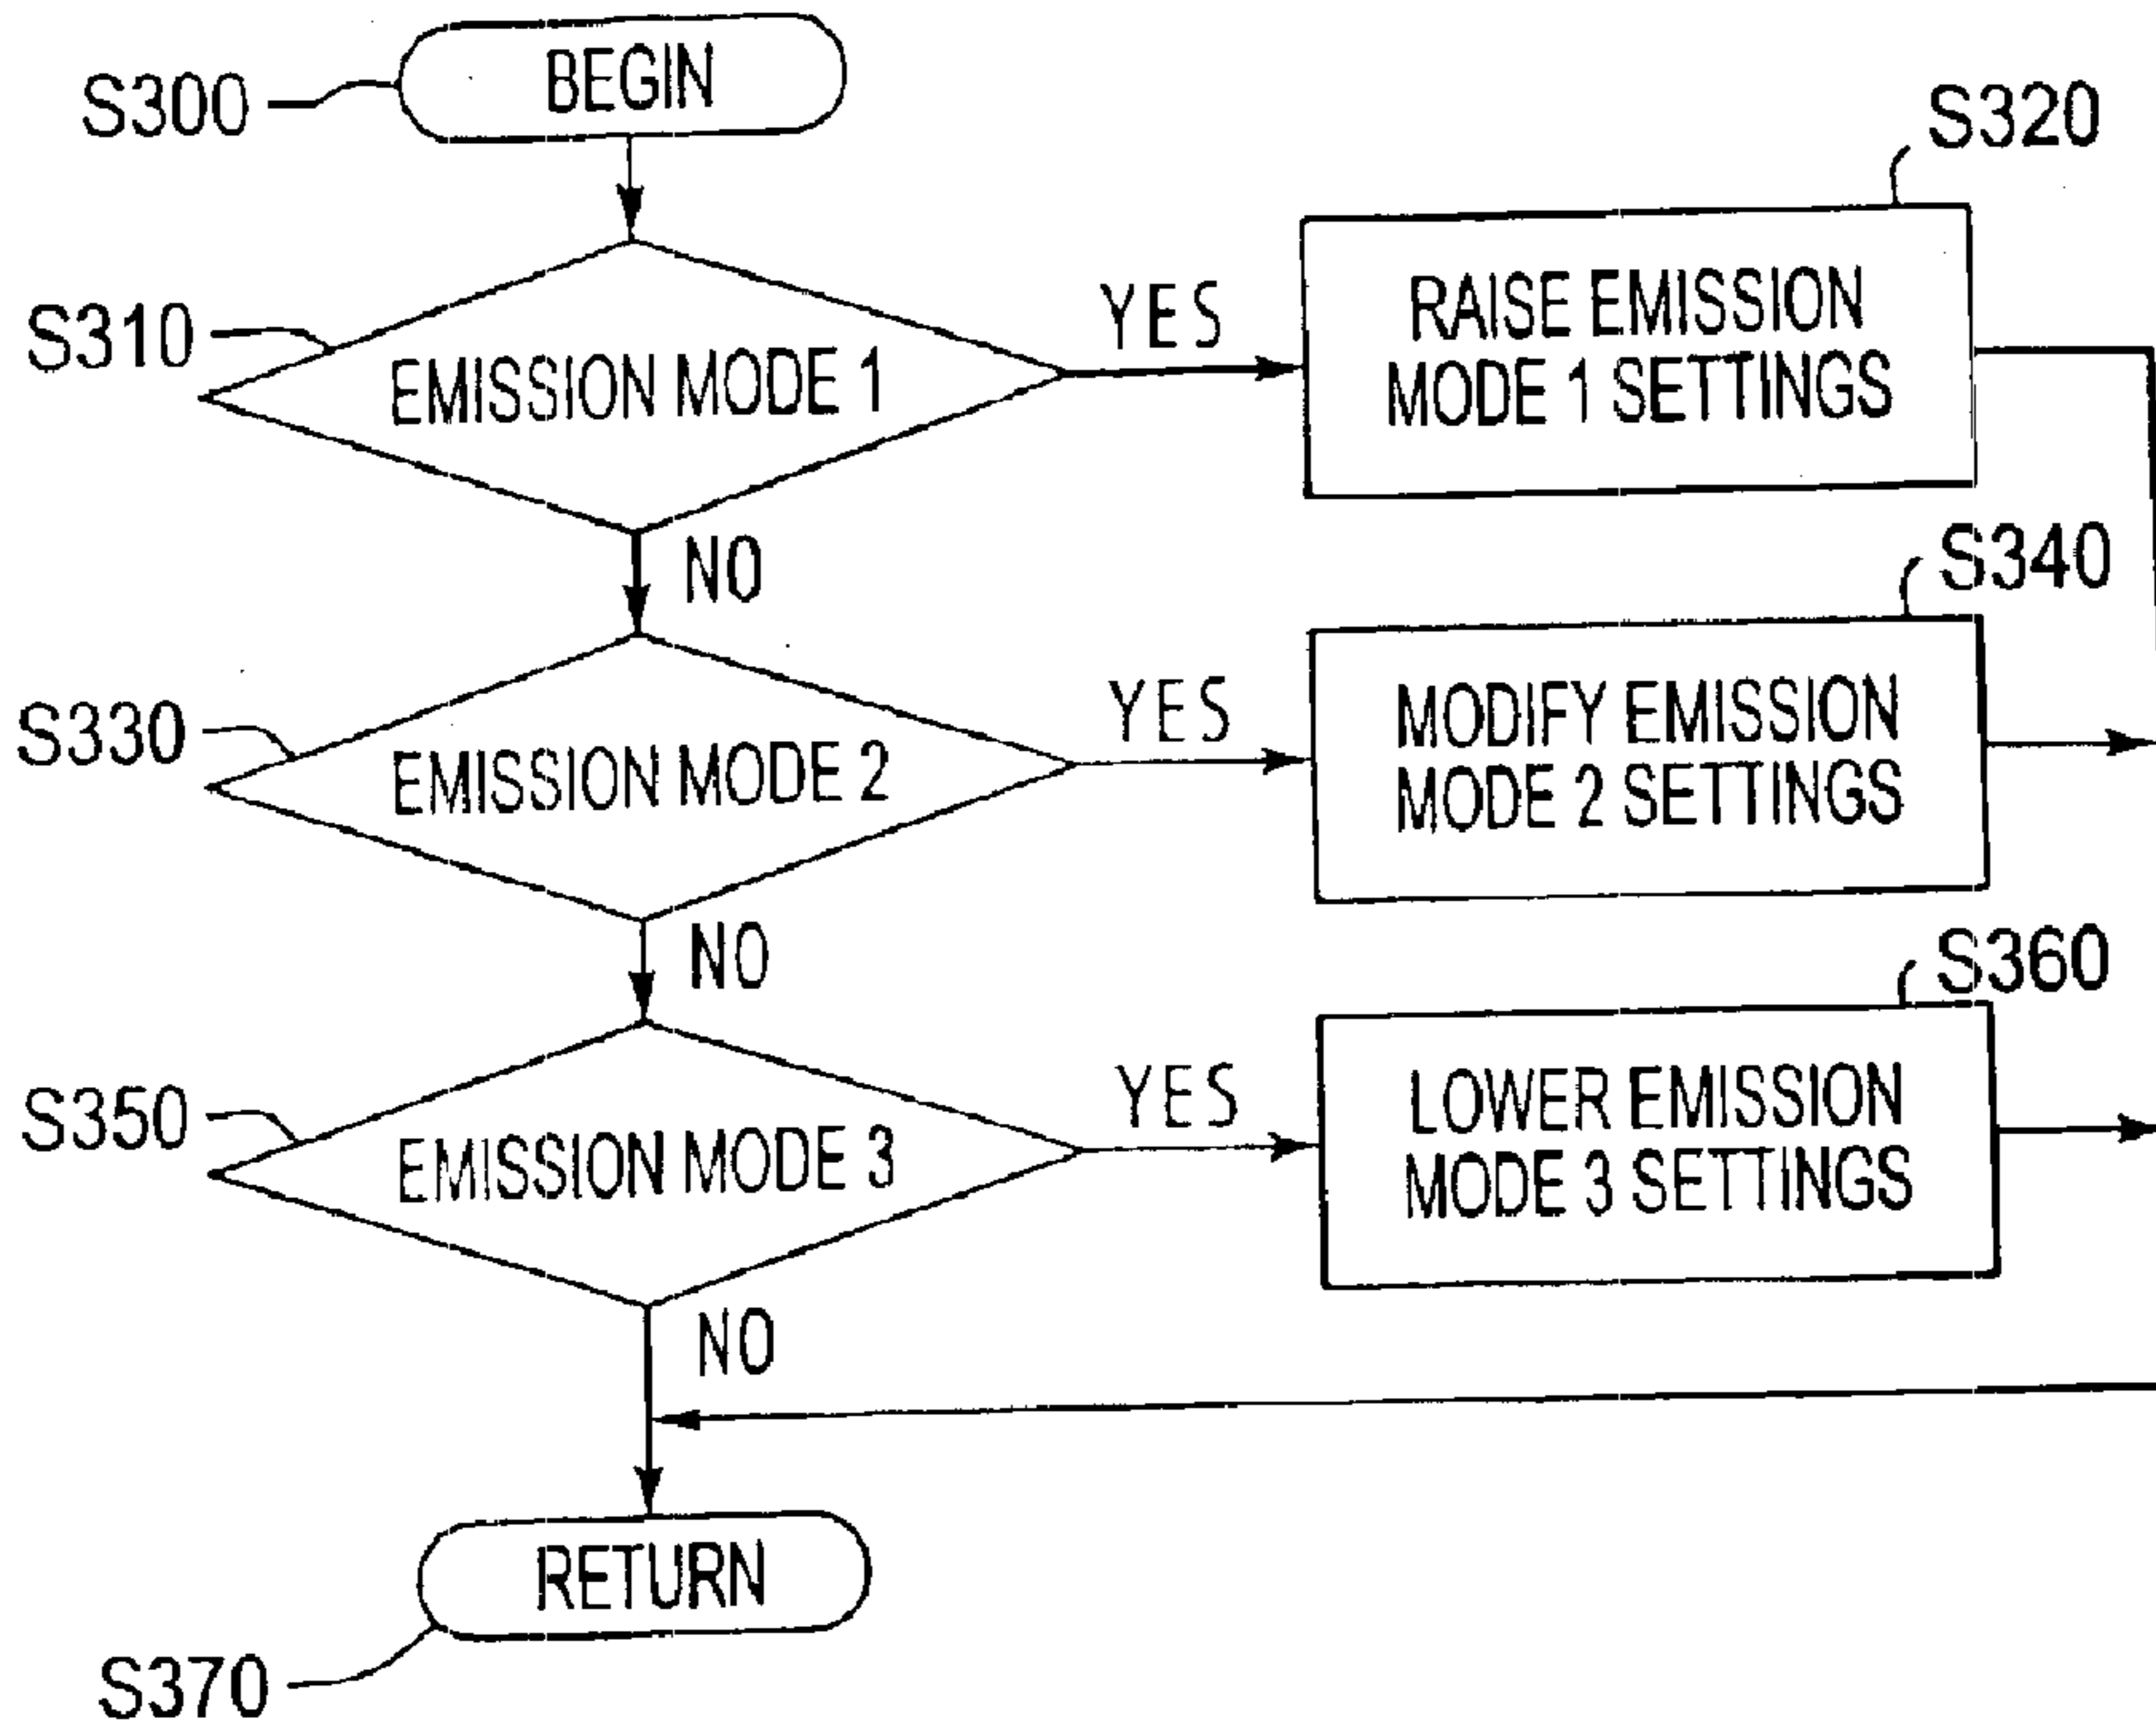 S300
BEGIN
S310
EMISSION MODE 1
YES
S320
RAISE EMISSION
MODE 1 SETTINGS
NO
S330
EMISSION MODE 2
YES
S340
MODIFY EMISSION
MODE 2 SETTINGS
NO
S350
EMISSION MODE 3
YES
S360
LOWER EMISSION
MODE 3 SETTINGS
NO
RETURN
S370